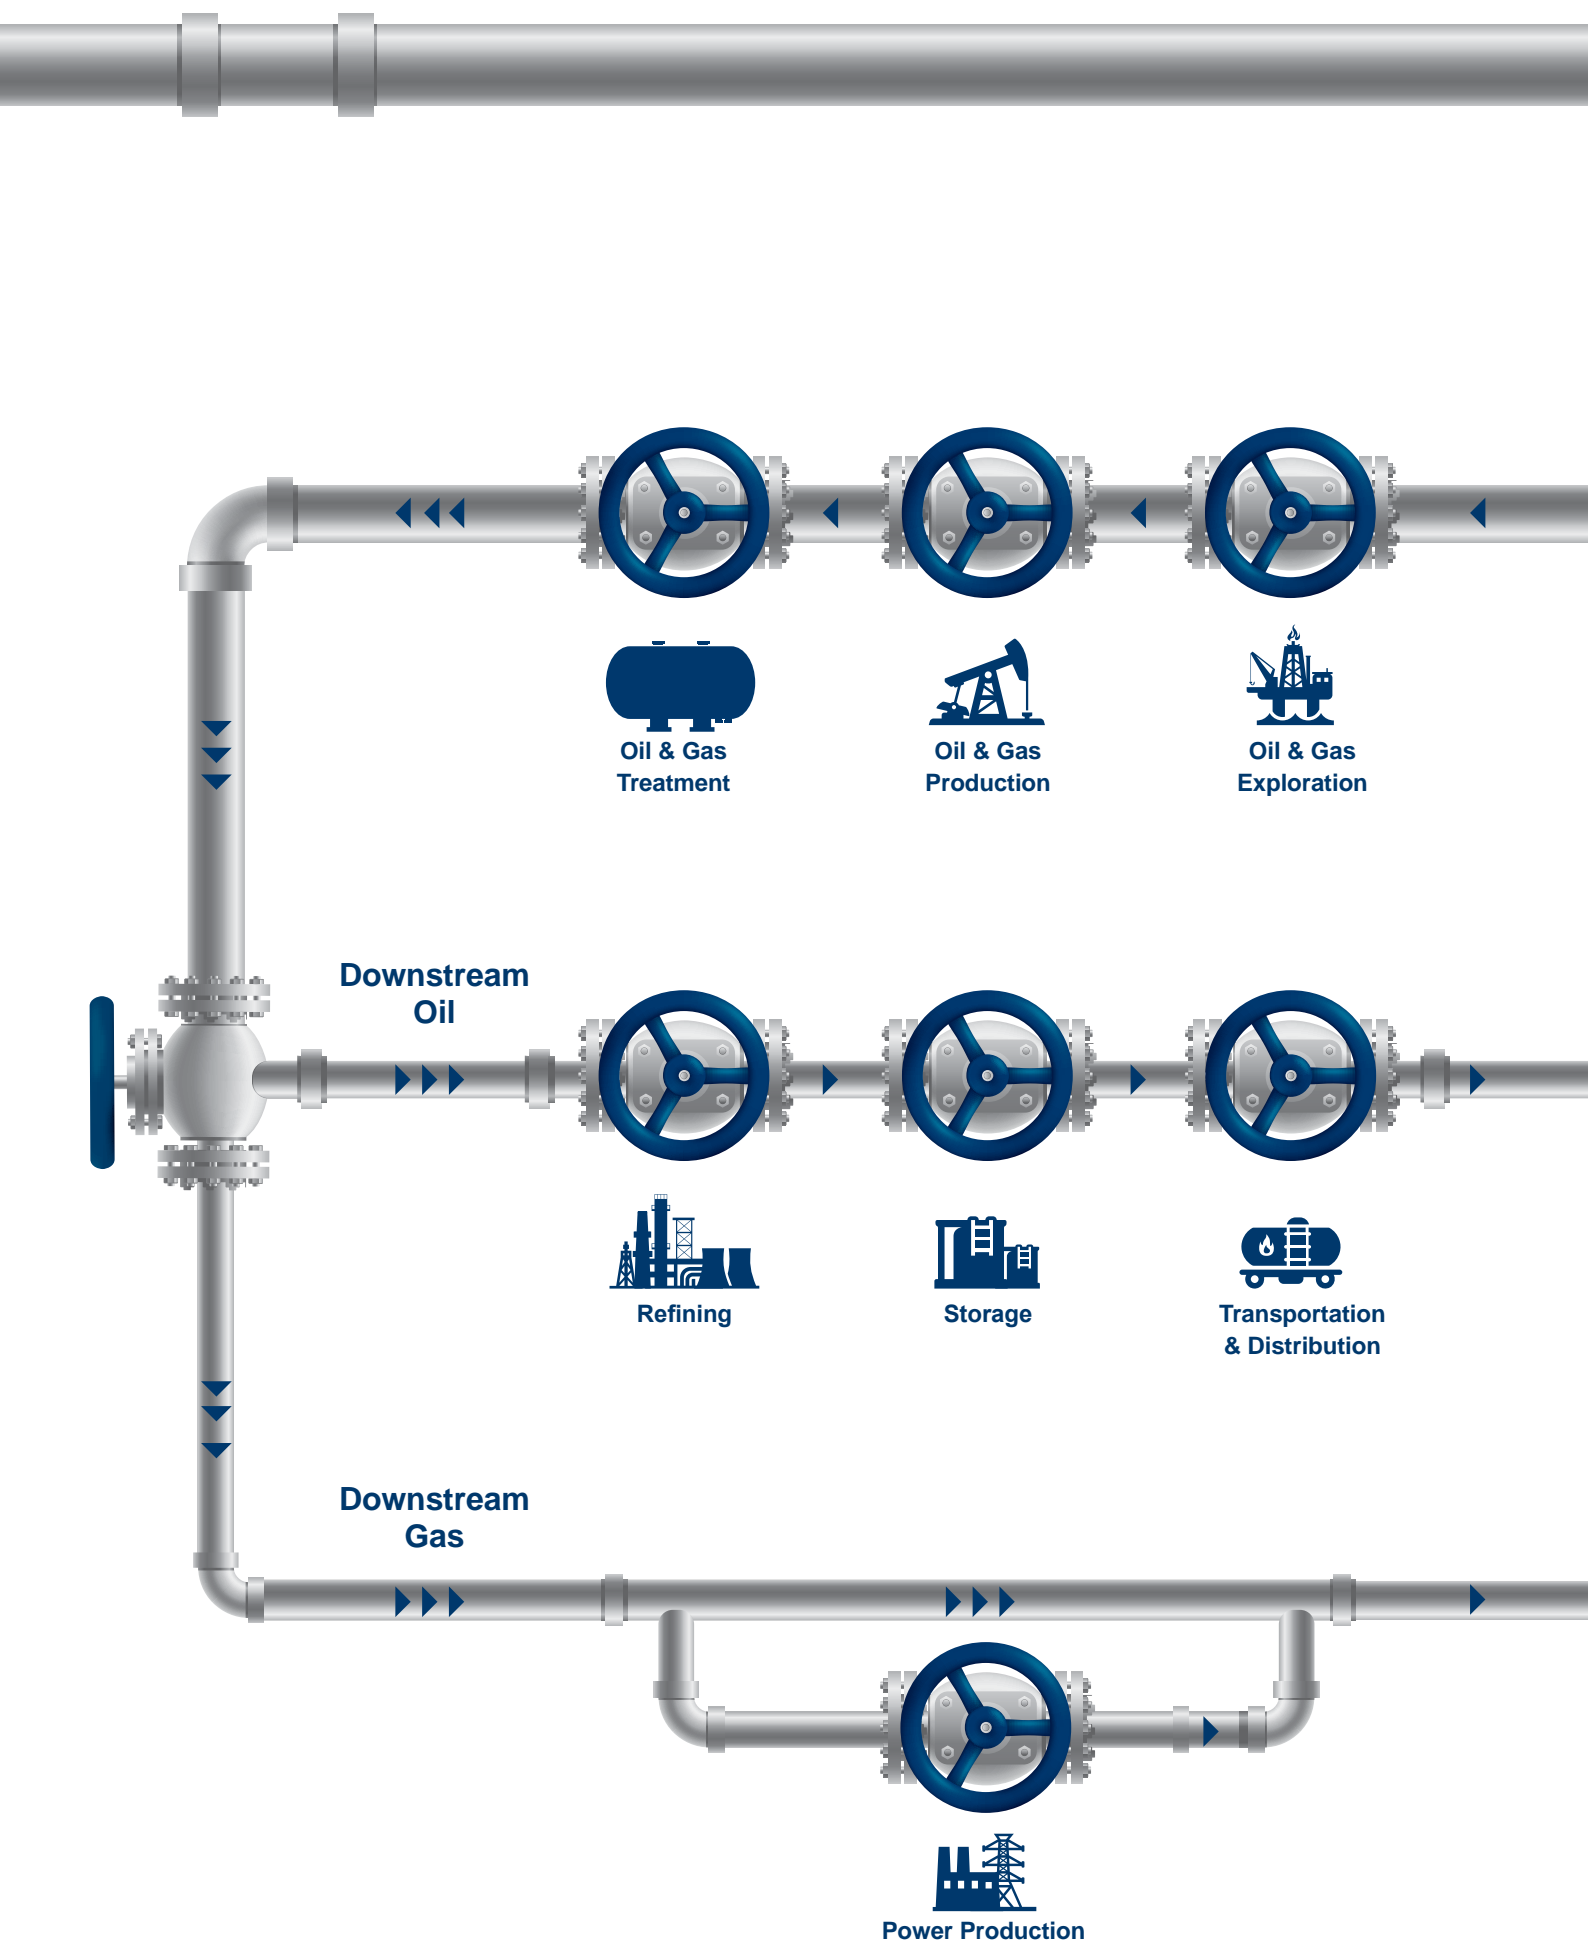 Oil & Gas
Treatment
Oil & Gas
Production
Oil & Gas
Exploration
Downstream
Oil
Refining
Storage
Transportation
& Distribution
Downstream
Gas
Power Production